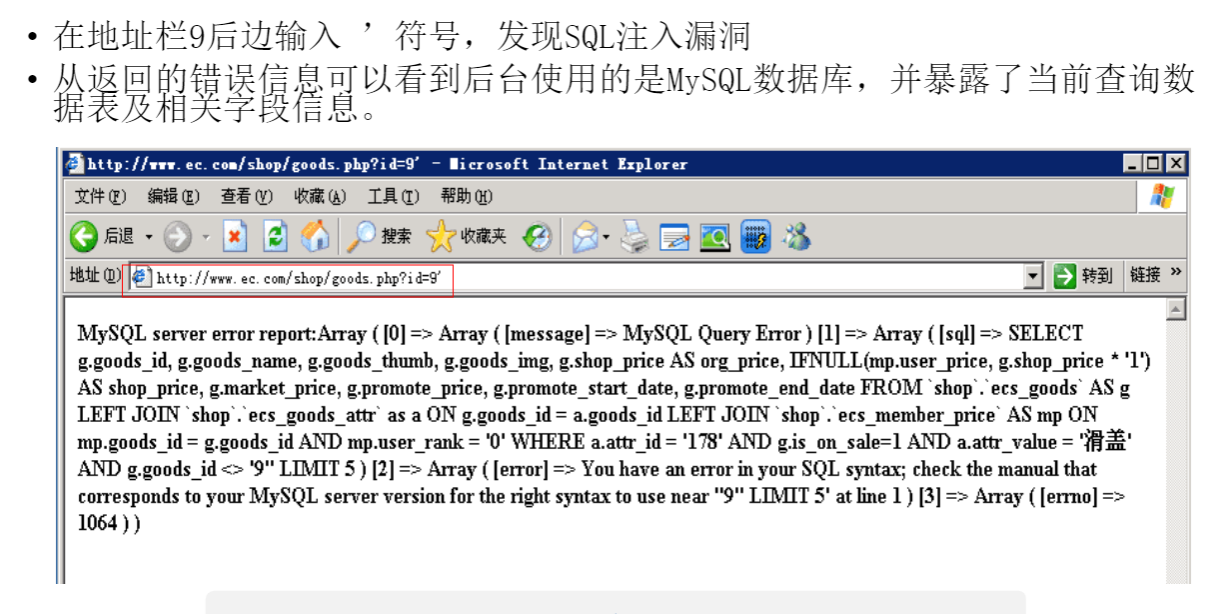 • 在地址栏9后边输入 ’符号，发现SQL注入漏洞
• 从返回的错误信息可以看到后台使用的是MySQL数据库，并暴露了当前查询数
据表及相关字段信息。
http://www.ec.com/shop/goods.php?id=9' - Microsoft Internet Explorer
文件(F) 编辑(E) 查看(V) 收藏(A) 工具(T) 帮助(H)
后退 搜索 收藏夹
地址(D) http://www.ec.com/shop/goods.php?id=9' 转到 链接 »
MySQL server error report:Array ( [0] => Array ( [message] => MySQL Query Error ) [1] => Array ( [sql] => SELECT
g.goods_id, g.goods_name, g.goods_thumb, g.goods_img, g.shop_price AS org_price, IFNULL(mp.user_price, g.shop_price * '1')
AS shop_price, g.market_price, g.promote_price, g.promote_start_date, g.promote_end_date FROM `shop`.`ecs_goods` AS g
LEFT JOIN `shop`.`ecs_goods_attr` as a ON g.goods_id = a.goods_id LEFT JOIN `shop`.`ecs_member_price` AS mp ON
mp.goods_id = g.goods_id AND mp.user_rank = '0' WHERE a.attr_id = '178' AND g.is_on_sale=1 AND a.attr_value = '滑盖'
AND g.goods_id <> '9'' LIMIT 5 ) [2] => Array ( [error] => You have an error in your SQL syntax; check the manual that
corresponds to your MySQL server version for the right syntax to use near ''9'' LIMIT 5' at line 1 ) [3] => Array ( [errno] =>
1064 ) )